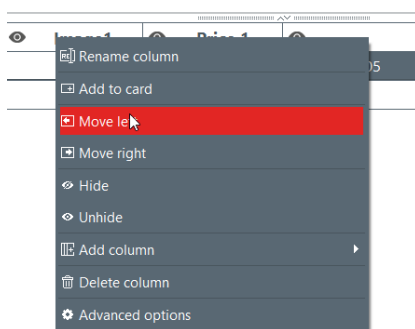 Image1 Price 1
Rename column
05
Add to card
Move left
Move right
Hide
Unhide
Add column
Delete column
Advanced options